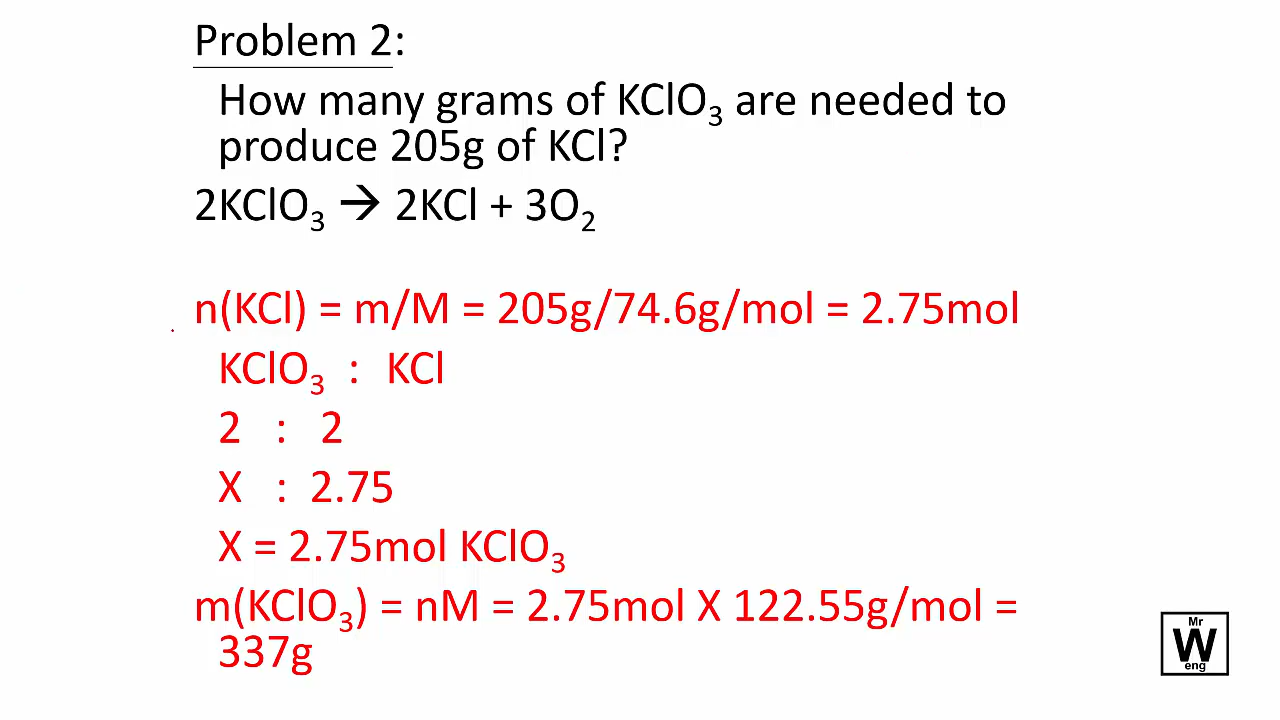 Problem 2:
How many grams of KClO₃ are needed to
produce 205g of KCl?
2KClO₃ → 2KCl + 3O₂
n(KCl) = m/M = 205g/74.6g/mol = 2.75mol
KClO₃ : KCl
2 : 2
X : 2.75
X = 2.75mol KClO₃
m(KClO₃) = nM = 2.75mol X 122.55g/mol =
337g
Mr
W
eng